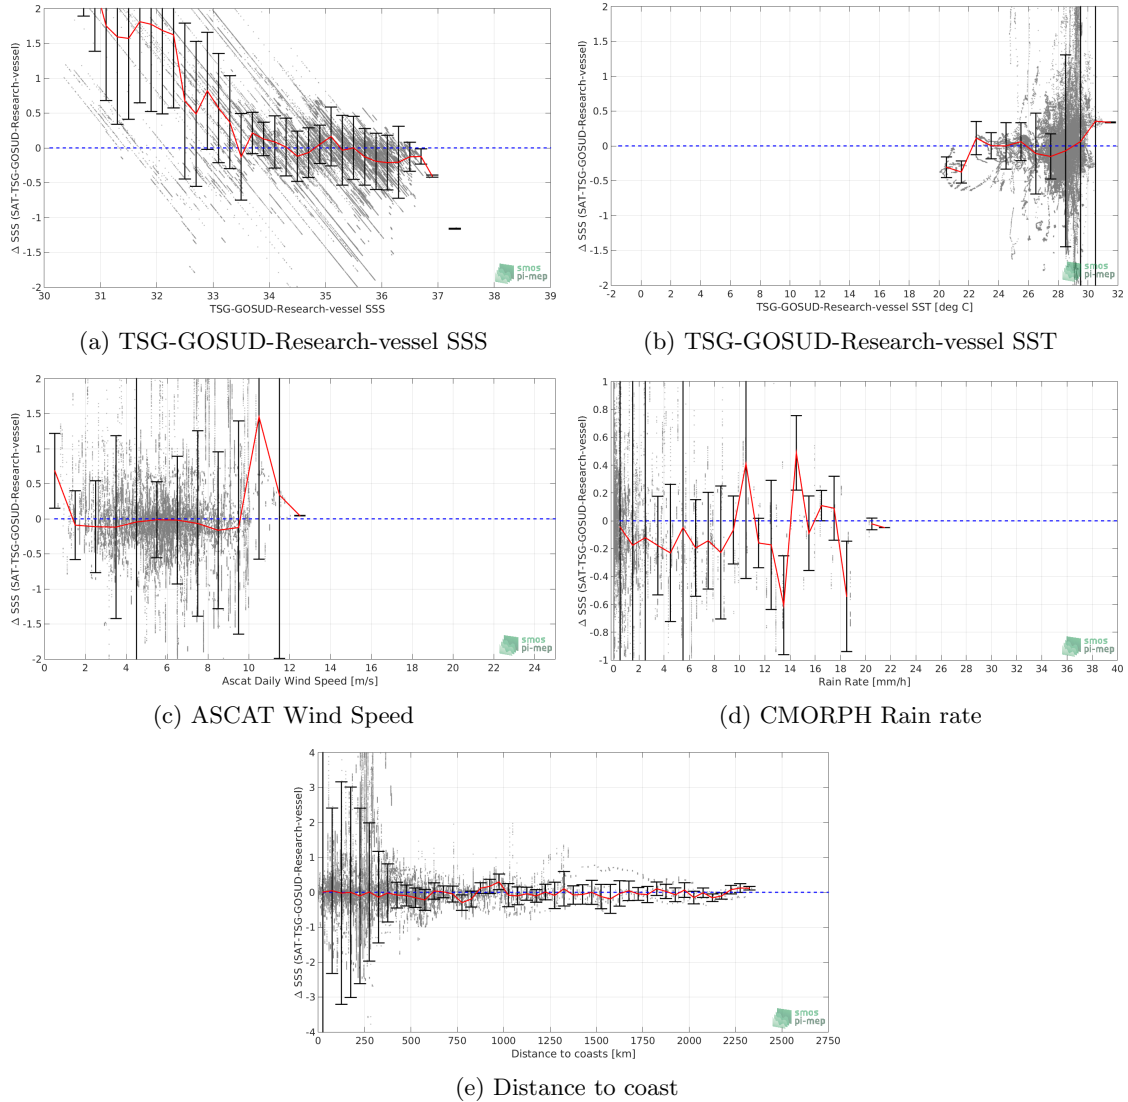 Δ SSS (SAT-TSG-GOSUD-Research-vessel)
2
1.5
1
0.5
0
-0.5
-1
-1.5
-2
30 31 32 33 34 35 36 37 38 39
TSG-GOSUD-Research-vessel SSS
smos
pi-mep
(a) TSG-GOSUD-Research-vessel SSS
Δ SSS (SAT-TSG-GOSUD-Research-vessel)
2
1.5
1
0.5
0
-0.5
-1
-1.5
-2
-2 0 2 4 6 8 10 12 14 16 18 20 22 24 26 28 30 32
TSG-GOSUD-Research-vessel SST [deg C]
smos
pi-mep
(b) TSG-GOSUD-Research-vessel SST
Δ SSS (SAT-TSG-GOSUD-Research-vessel)
2
1.5
1
0.5
0
-0.5
-1
-1.5
-2
0 2 4 6 8 10 12 14 16 18 20 22 24
Ascat Daily Wind Speed [m/s]
smos
pi-mep
(c) ASCAT Wind Speed
Δ SSS (SAT-TSG-GOSUD-Research-vessel)
1
0.8
0.6
0.4
0.2
0
-0.2
-0.4
-0.6
-0.8
-1
0 2 4 6 8 10 12 14 16 18 20 22 24 26 28 30 32 34 36 38 40
Rain Rate [mm/h]
smos
pi-mep
(d) CMORPH Rain rate
Δ SSS (SAT-TSG-GOSUD-Research-vessel)
4
3
2
1
0
-1
-2
-3
-4
0 250 500 750 1000 1250 1500 1750 2000 2250 2500 2750
Distance to coasts [km]
smos
pi-mep
(e) Distance to coast